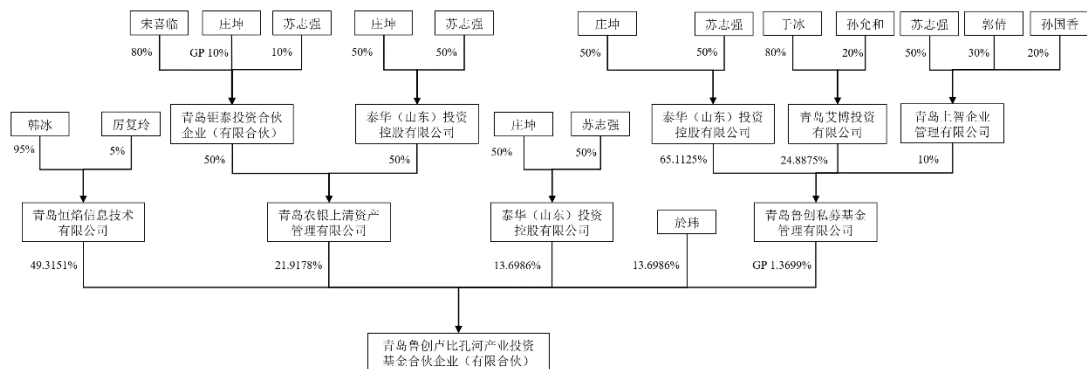 宋喜临
庄坤
苏志强
庄坤
苏志强
庄坤
苏志强
于冰
孙允和
苏志强
郭倩
孙国香
80%
GP 10%
10%
50%
50%
50%
50%
80%
20%
50%
30%
20%
韩冰
厉复玲
青岛钜泰投资合伙
企业（有限合伙）
泰华（山东）投资
控股有限公司
庄坤
苏志强
泰华（山东）投资
控股有限公司
青岛艾博投资
有限公司
青岛上智企业
管理有限公司
95%
5%
50%
50%
50%
50%
65.1125%
24.8875%
10%
青岛恒焰信息技术
有限公司
青岛农银上清资产
管理有限公司
泰华（山东）投资
控股有限公司
於玮
青岛鲁创私募基金
管理有限公司
49.3151%
21.9178%
13.6986%
13.6986%
GP 1.3699%
青岛鲁创卢比孔河产业投资
基金合伙企业（有限合伙）